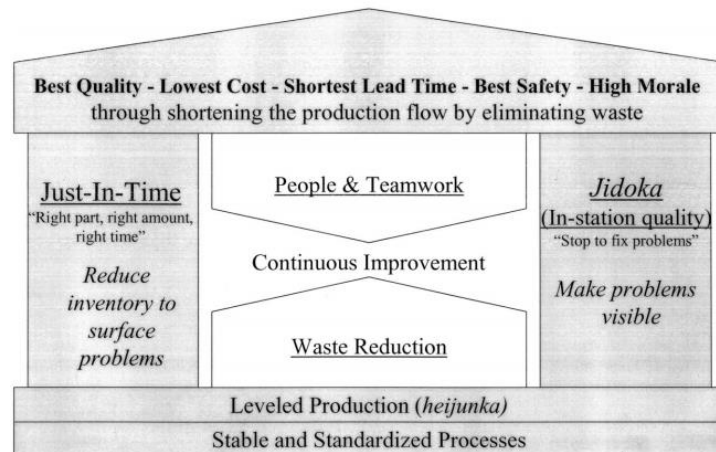 Best Quality - Lowest Cost - Shortest Lead Time - Best Safety - High Morale
through shortening the production flow by eliminating waste
Just-In-Time
“Right part, right amount,
right time”
Reduce
inventory to
surface
problems
People & Teamwork
Continuous Improvement
Waste Reduction
Jidoka
(In-station quality)
“Stop to fix problems”
Make problems
visible
Leveled Production (heijunka)
Stable and Standardized Processes